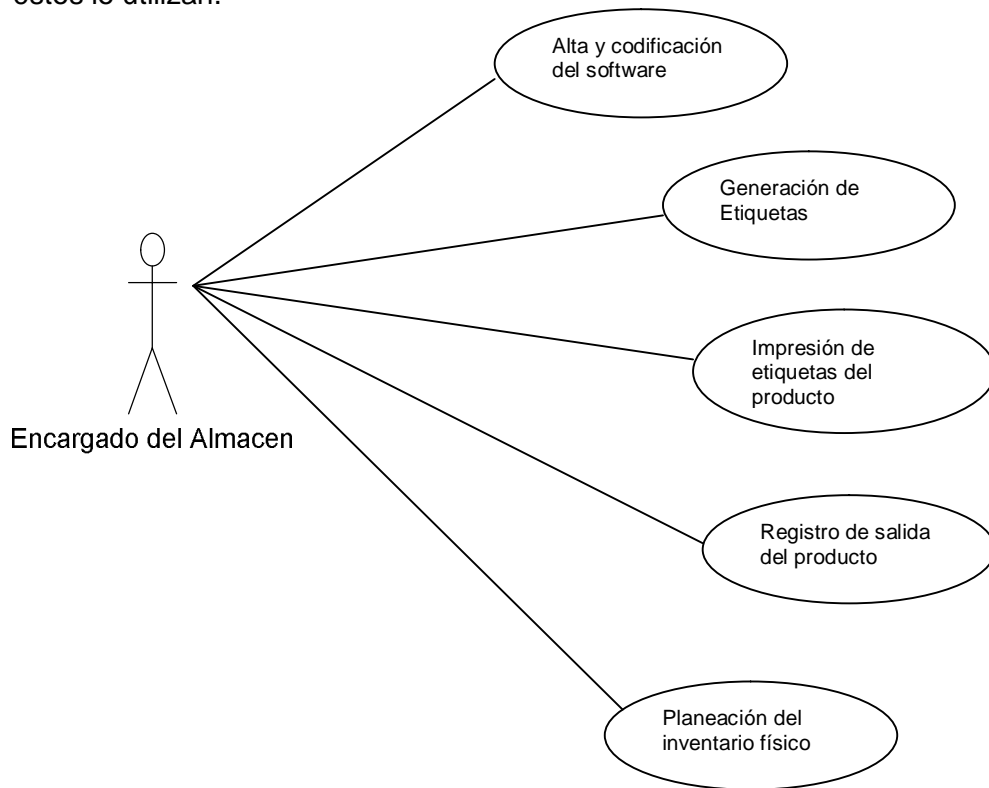 estos lo utilizan.
Alta y codificación
del software
Generación de
Etiquetas
Impresión de
etiquetas del
producto
Encargado del Almacen
Registro de salida
del producto
Planeación del
inventario físico